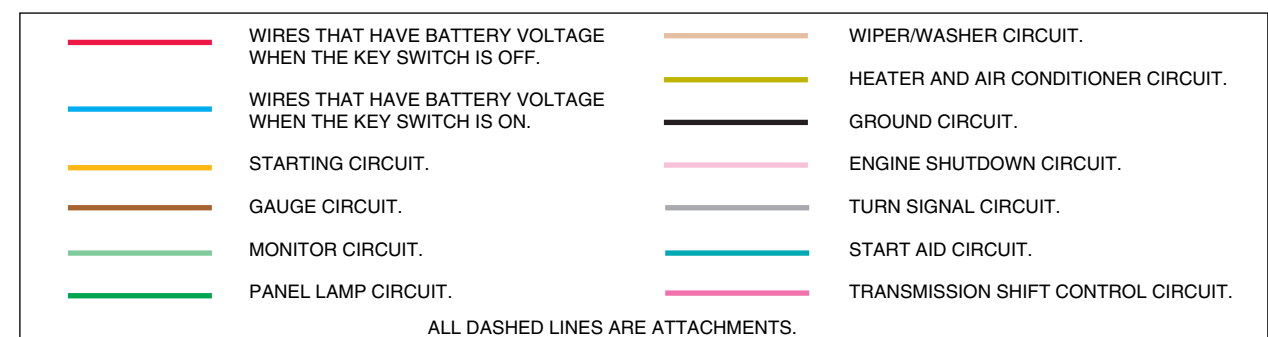 WIRES THAT HAVE BATTERY VOLTAGE
WHEN THE KEY SWITCH IS OFF.
WIRES THAT HAVE BATTERY VOLTAGE
WHEN THE KEY SWITCH IS ON.
STARTING CIRCUIT.
GAUGE CIRCUIT.
MONITOR CIRCUIT.
PANEL LAMP CIRCUIT.
WIPER/WASHER CIRCUIT.
HEATER AND AIR CONDITIONER CIRCUIT.
GROUND CIRCUIT.
ENGINE SHUTDOWN CIRCUIT.
TURN SIGNAL CIRCUIT.
START AID CIRCUIT.
TRANSMISSION SHIFT CONTROL CIRCUIT.
ALL DASHED LINES ARE ATTACHMENTS.